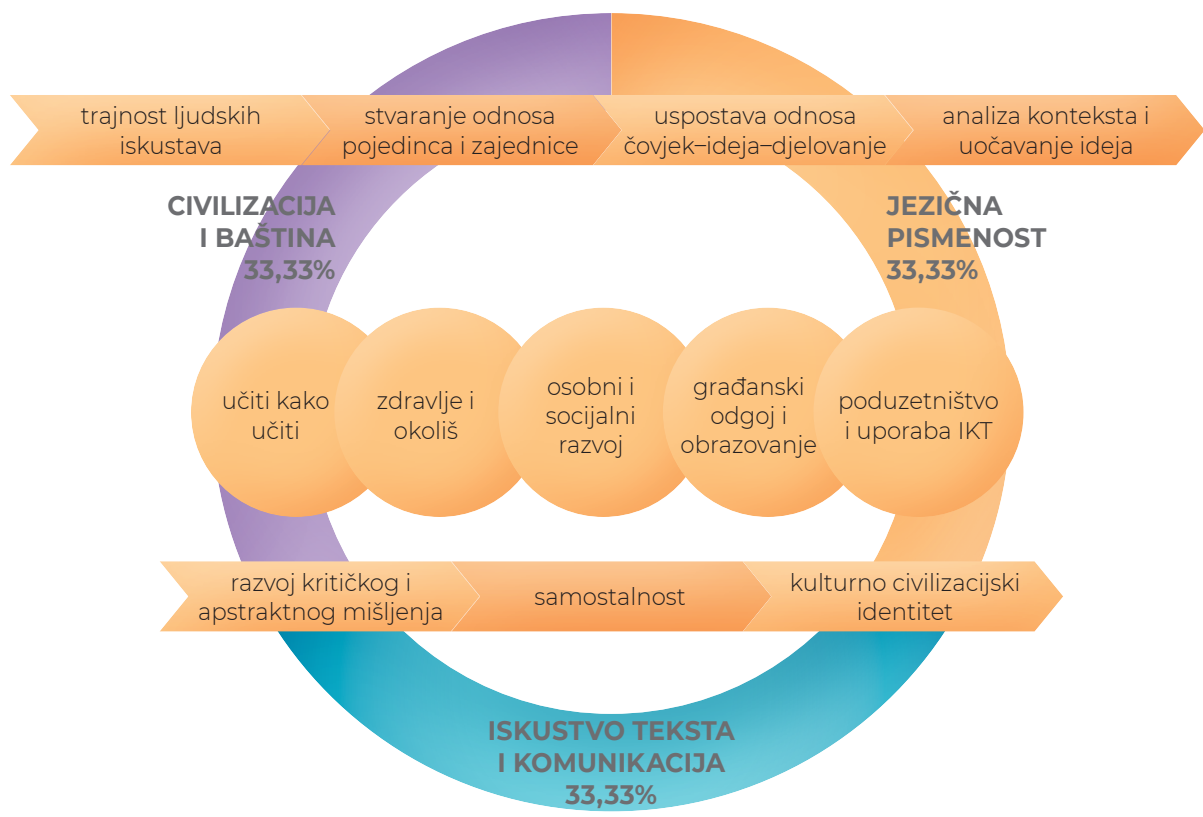 trajnost ljudskih
iskustava
stvaranje odnosa
pojedinca i zajednice
uspostava odnosa
čovjek–ideja–djelovanje
analiza konteksta i
uočavanje ideja
CIVILIZACIJA
I BAŠTINA
33,33%
JEZIČNA
PISMENOST
33,33%
učiti kako
učiti
zdravlje i
okoliš
osobni i
socijalni
razvoj
građanski
odgoj i
obrazovanje
poduzetništvo
i uporaba IKT
razvoj kritičkog i
apstraktnog mišljenja
samostalnost
kulturno civilizacijski
identitet
ISKUSTVO TEKSTA
I KOMUNIKACIJA
33,33%